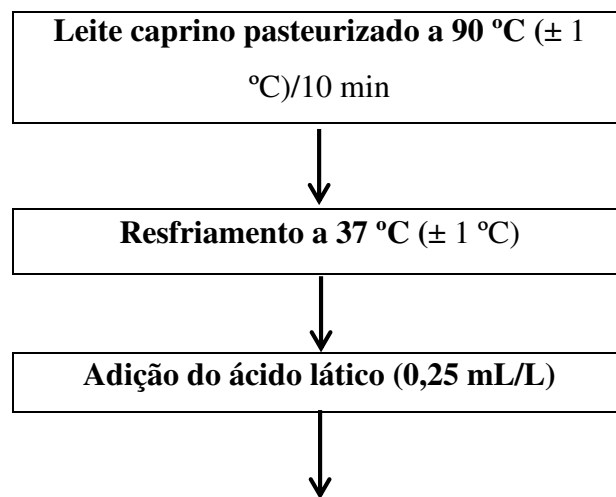 Leite caprino pasteurizado a 90 ºC (± 1
ºC)/10 min
Resfriamento a 37 ºC (± 1 ºC)
Adição do ácido lático (0,25 mL/L)